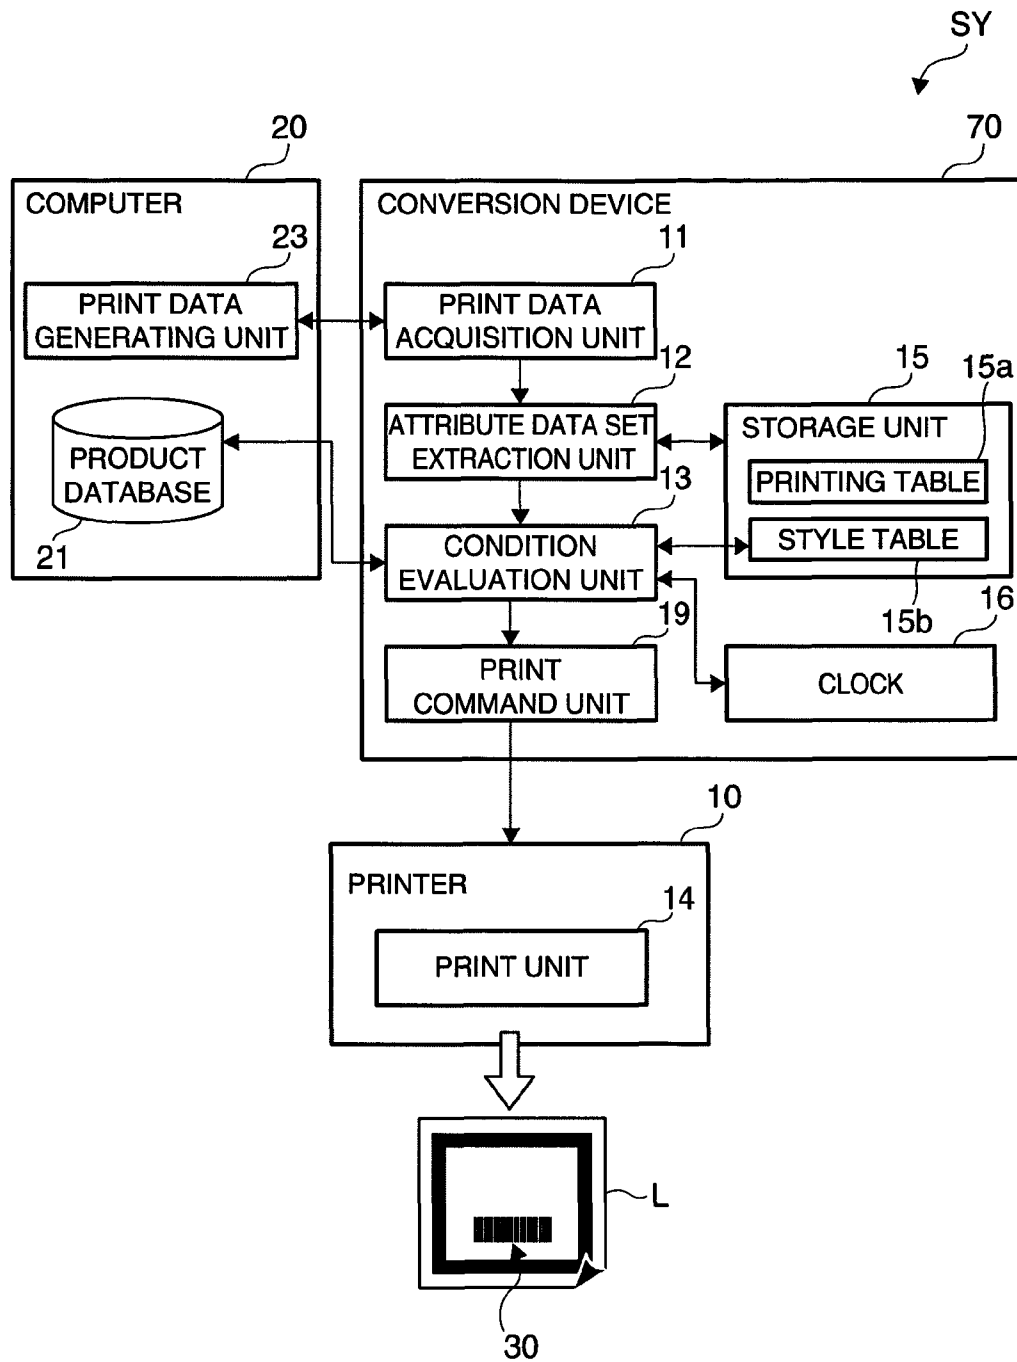 SY
20
70
COMPUTER
CONVERSION DEVICE
23
11
PRINT DATA
GENERATING UNIT
PRINT DATA
ACQUISITION UNIT
12
15
15a
ATTRIBUTE DATA SET
EXTRACTION UNIT
STORAGE UNIT
PRINTING TABLE
PRODUCT
DATABASE
21
13
CONDITION
EVALUATION UNIT
STYLE TABLE
15b
16
19
PRINT
COMMAND UNIT
CLOCK
10
PRINTER
14
PRINT UNIT
L
30